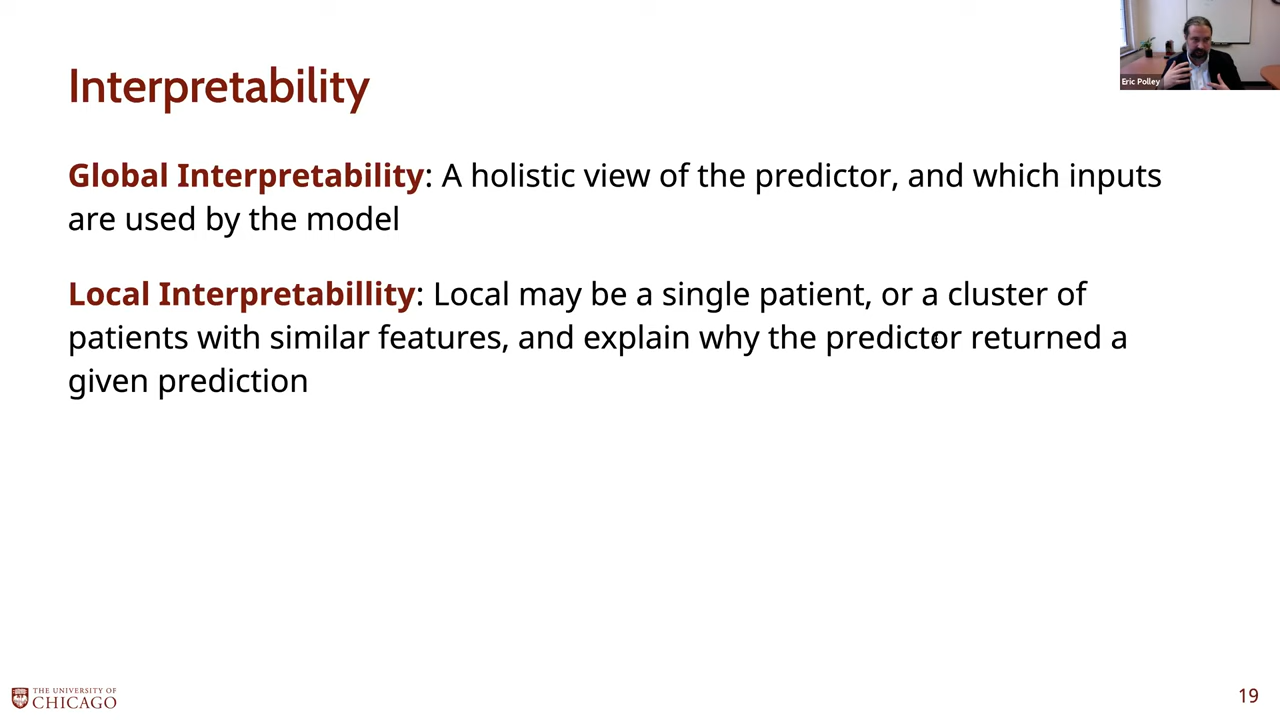 Eric Polley
Interpretability
Global Interpretability: A holistic view of the predictor, and which inputs
are used by the model
Local Interpretabillity: Local may be a single patient, or a cluster of
patients with similar features, and explain why the predictor returned a
given prediction
THE UNIVERSITY OF
CHICAGO
19